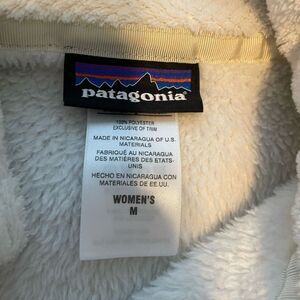 patagonia®
100% POLYESTER
EXCLUSIVE OF TRIM
MADE IN NICARAGUA OF U.S.
MATERIALS
FABRIQUÉ AU NICARAGUA
DES MATIÈRES DES ETATS-
UNIS
HECHO EN NICARAGUA CON
MATERIALES DE EE.UU.
WOMEN'S
M